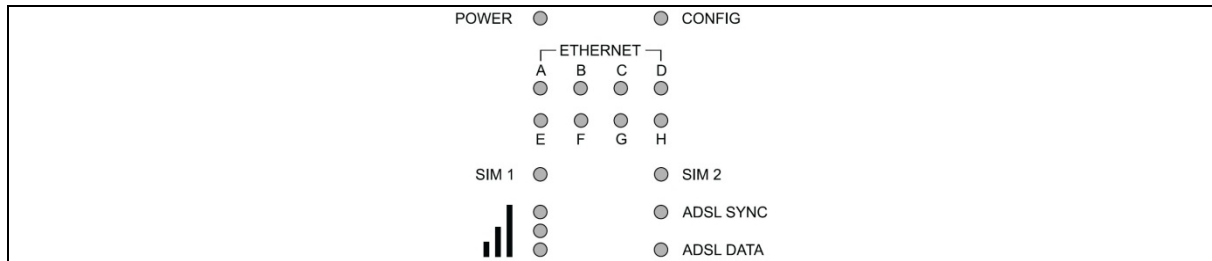 POWER CONFIG
ETHERNET
A B C D
E F G H
SIM 1 SIM 2
ADSL SYNC
ADSL DATA